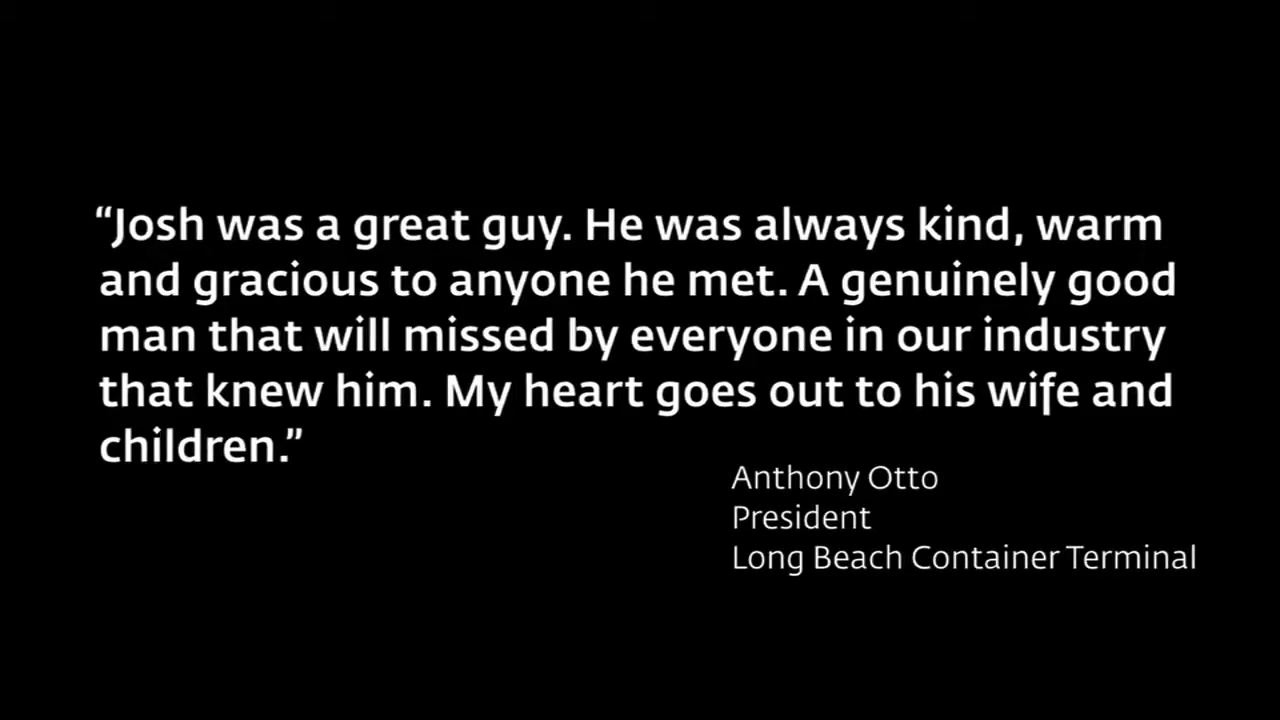 “Josh was a great guy. He was always kind, warm
and gracious to anyone he met. A genuinely good
man that will missed by everyone in our industry
that knew him. My heart goes out to his wife and
children.”
Anthony Otto
President
Long Beach Container Terminal